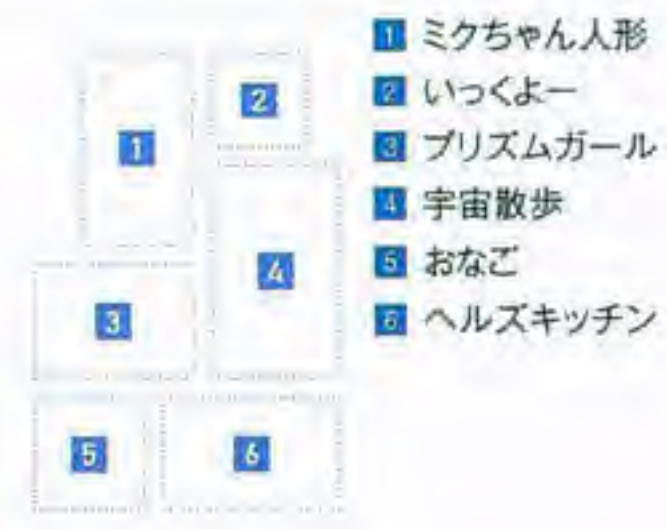 1 ミクちゃん人形
2 いっくよー
3 プリズムガール
4 宇宙散歩
5 おなご
6 ヘルズキッチン
1
2
3
4
5
6